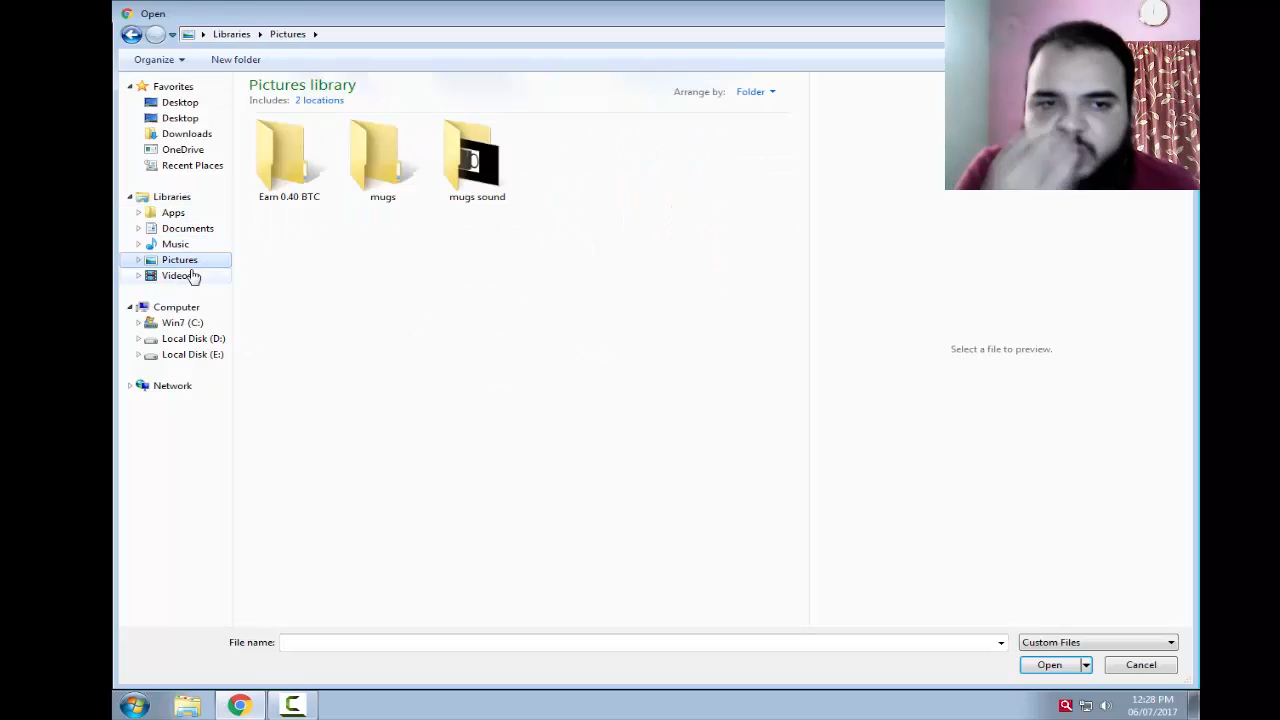 Open
Libraries
Pictures
Organize
New folder
Favorites
Desktop
Desktop
Downloads
OneDrive
Recent Places
Libraries
Apps
Documents
Music
Pictures
Videos
Computer
Win7 (C:)
Local Disk (D:)
Local Disk (E:)
Network
Pictures library
Includes: 2 locations
Arrange by: Folder
Earn 0.40 BTC
mugs
mugs sound
Select a file to preview.
File name:
Custom Files
Open
Cancel
12:28 PM
06/07/2017